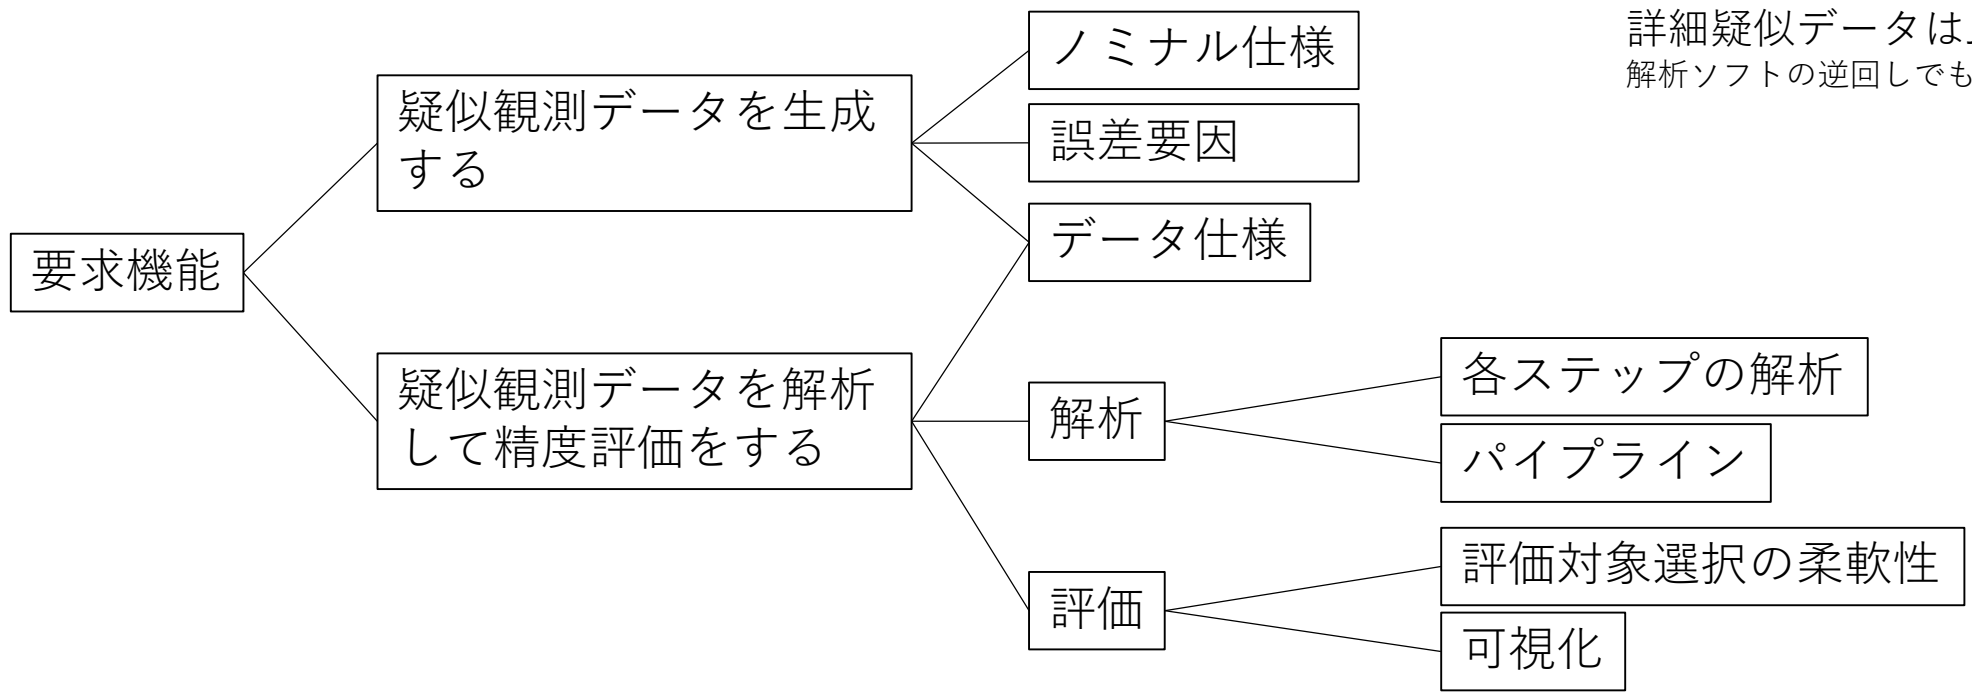 要求機能
疑似観測データを生成
する
疑似観測データを解析
して精度評価をする
ノミナル仕様
誤差要因
データ仕様
解析
評価
各ステップの解析
パイプライン
評価対象選択の柔軟性
可視化
詳細疑似データは
解析ソフトの逆回しでも